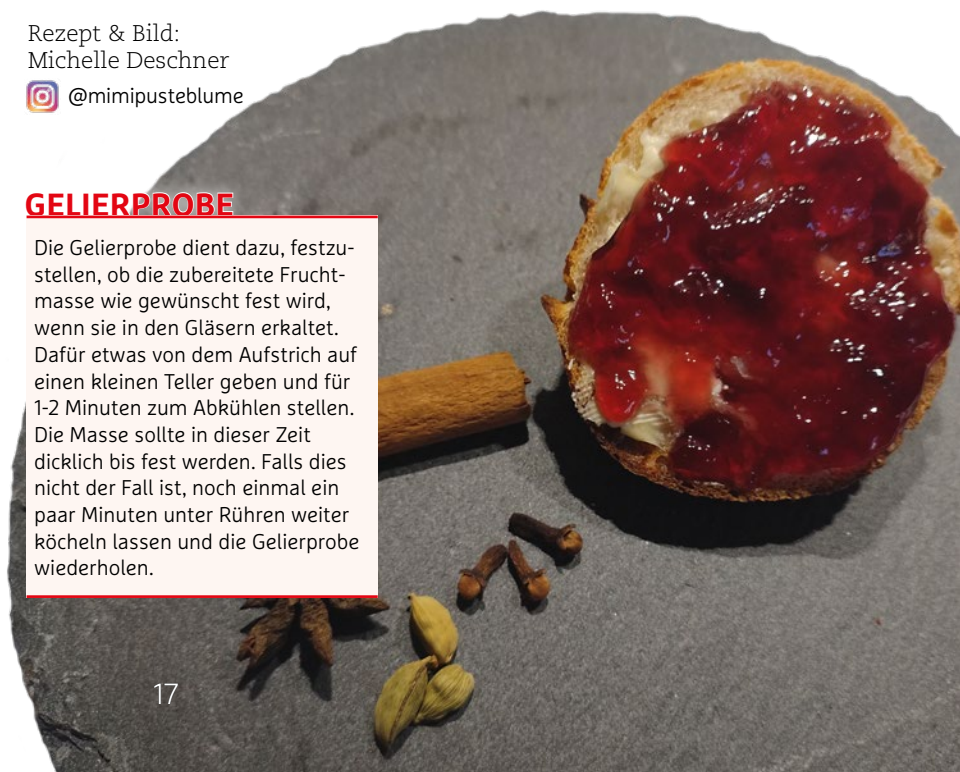 Rezept & Bild:
Michelle Deschner
@mimipusteblume
GELIERPROBE
Die Gelierprobe dient dazu, festzu-
stellen, ob die zubereitete Frucht-
masse wie gewünscht fest wird,
wenn sie in den Gläsern erkaltet.
Dafür etwas von dem Aufstrich auf
einen kleinen Teller geben und für
1-2 Minuten zum Abkühlen stellen.
Die Masse sollte in dieser Zeit
dicklich bis fest werden. Falls dies
nicht der Fall ist, noch einmal ein
paar Minuten unter Rühren weiter
köcheln lassen und die Gelierprobe
wiederholen.
17